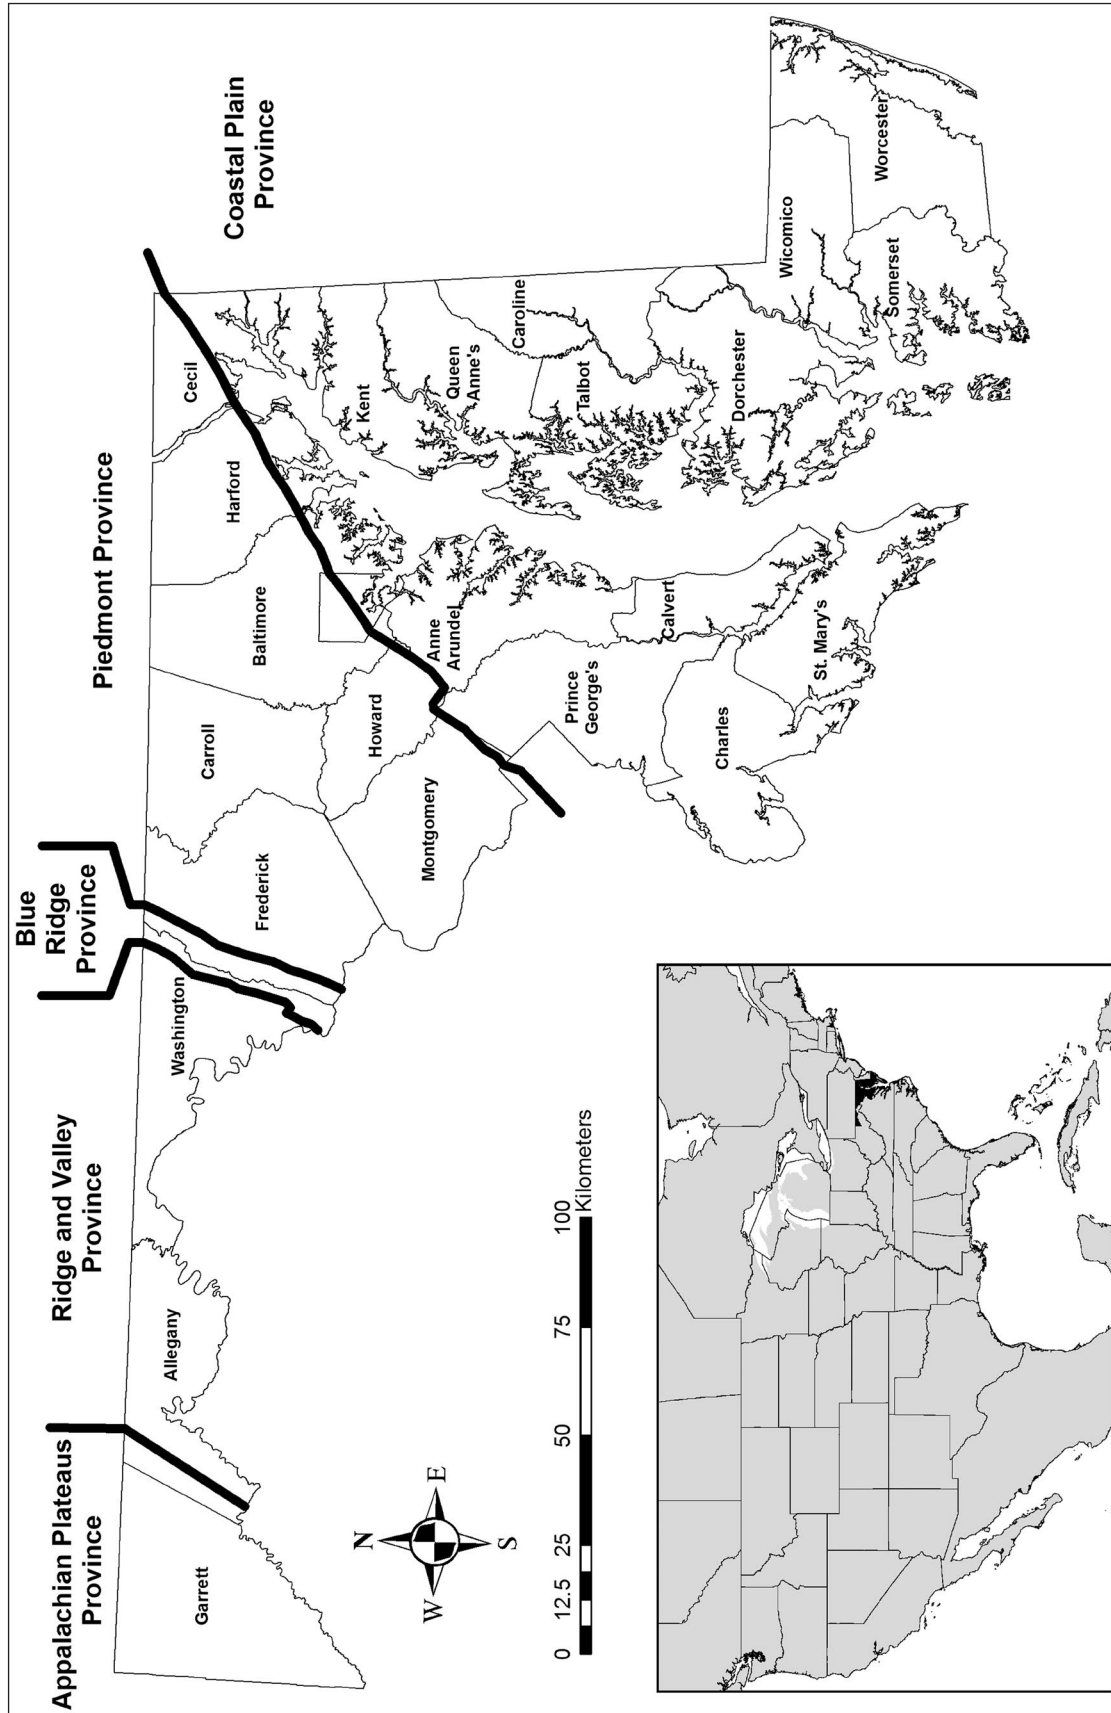 Appalachian Plateaus
Province
Ridge and Valley
Province
Blue
Ridge
Province
Piedmont Province
Coastal Plain
Province
Garrett
Allegany
Washington
Frederick
Carroll
Baltimore
Harford
Cecil
Montgomery
Howard
Anne
Arundel
Kent
Queen
Anne's
Caroline
Talbot
Prince
George's
Calvert
Charles
St. Mary's
Dorchester
Wicomico
Somerset
Worcester
N
W
E
S
0 12.5 25 50 75 100
Kilometers